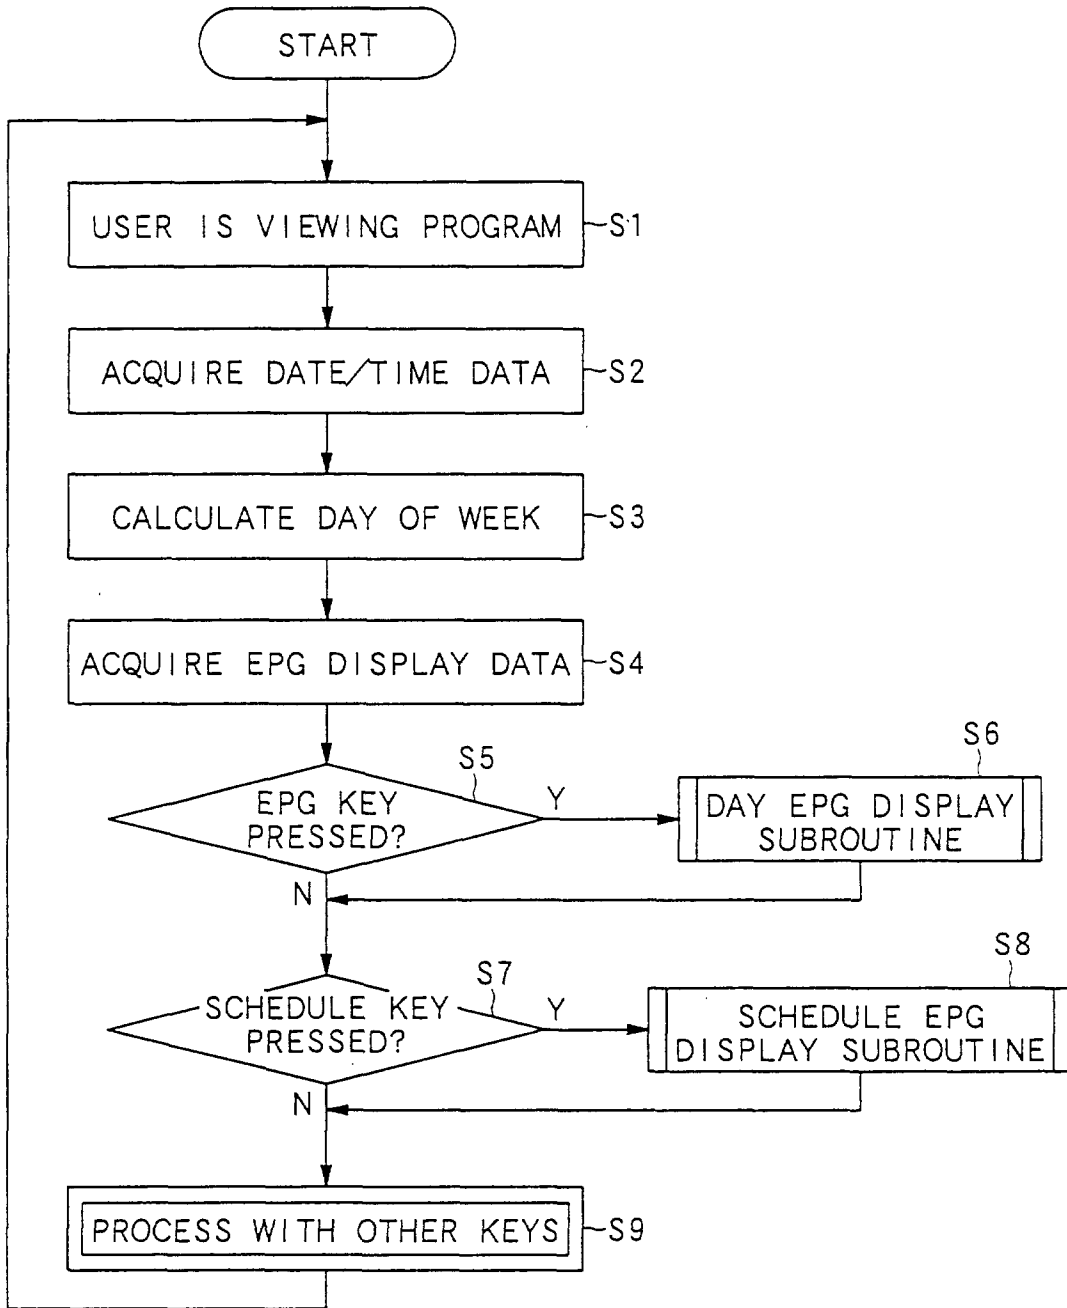 START
USER IS VIEWING PROGRAM
S1
ACQUIRE DATE/TIME DATA
S2
CALCULATE DAY OF WEEK
S3
ACQUIRE EPG DISPLAY DATA
S4
S5
EPG KEY
PRESSED?
Y
N
S6
DAY EPG DISPLAY
SUBROUTINE
S7
SCHEDULE KEY
PRESSED?
Y
N
S8
SCHEDULE EPG
DISPLAY SUBROUTINE
PROCESS WITH OTHER KEYS
S9